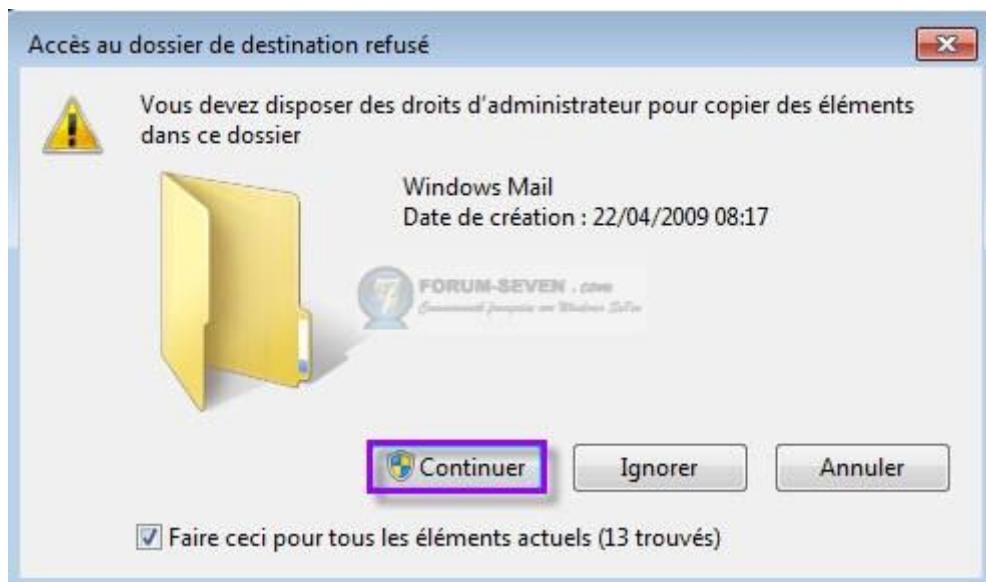 Accès au dossier de destination refusé
Vous devez disposer des droits d'administrateur pour copier des éléments
dans ce dossier
Windows Mail
Date de création : 22/04/2009 08:17
FORUM-SEVEN .com
Continuer
Ignorer
Annuler
Faire ceci pour tous les éléments actuels (13 trouvés)